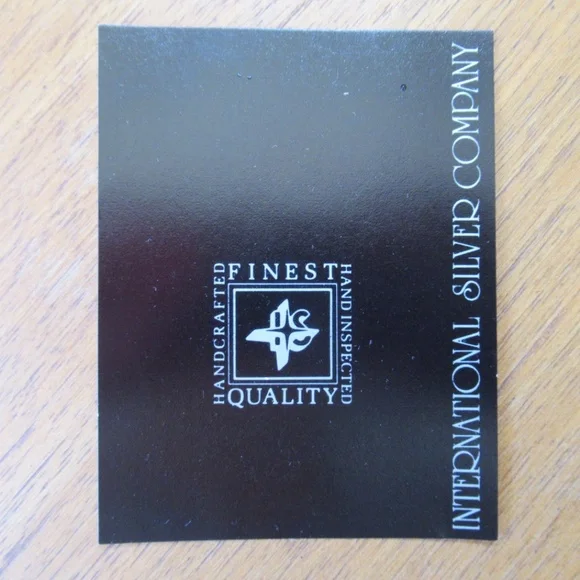 FINEST
HANDCRAFTED
HAND INSPECTED
QUALITY
INTERNATIONAL SILVER COMPANY